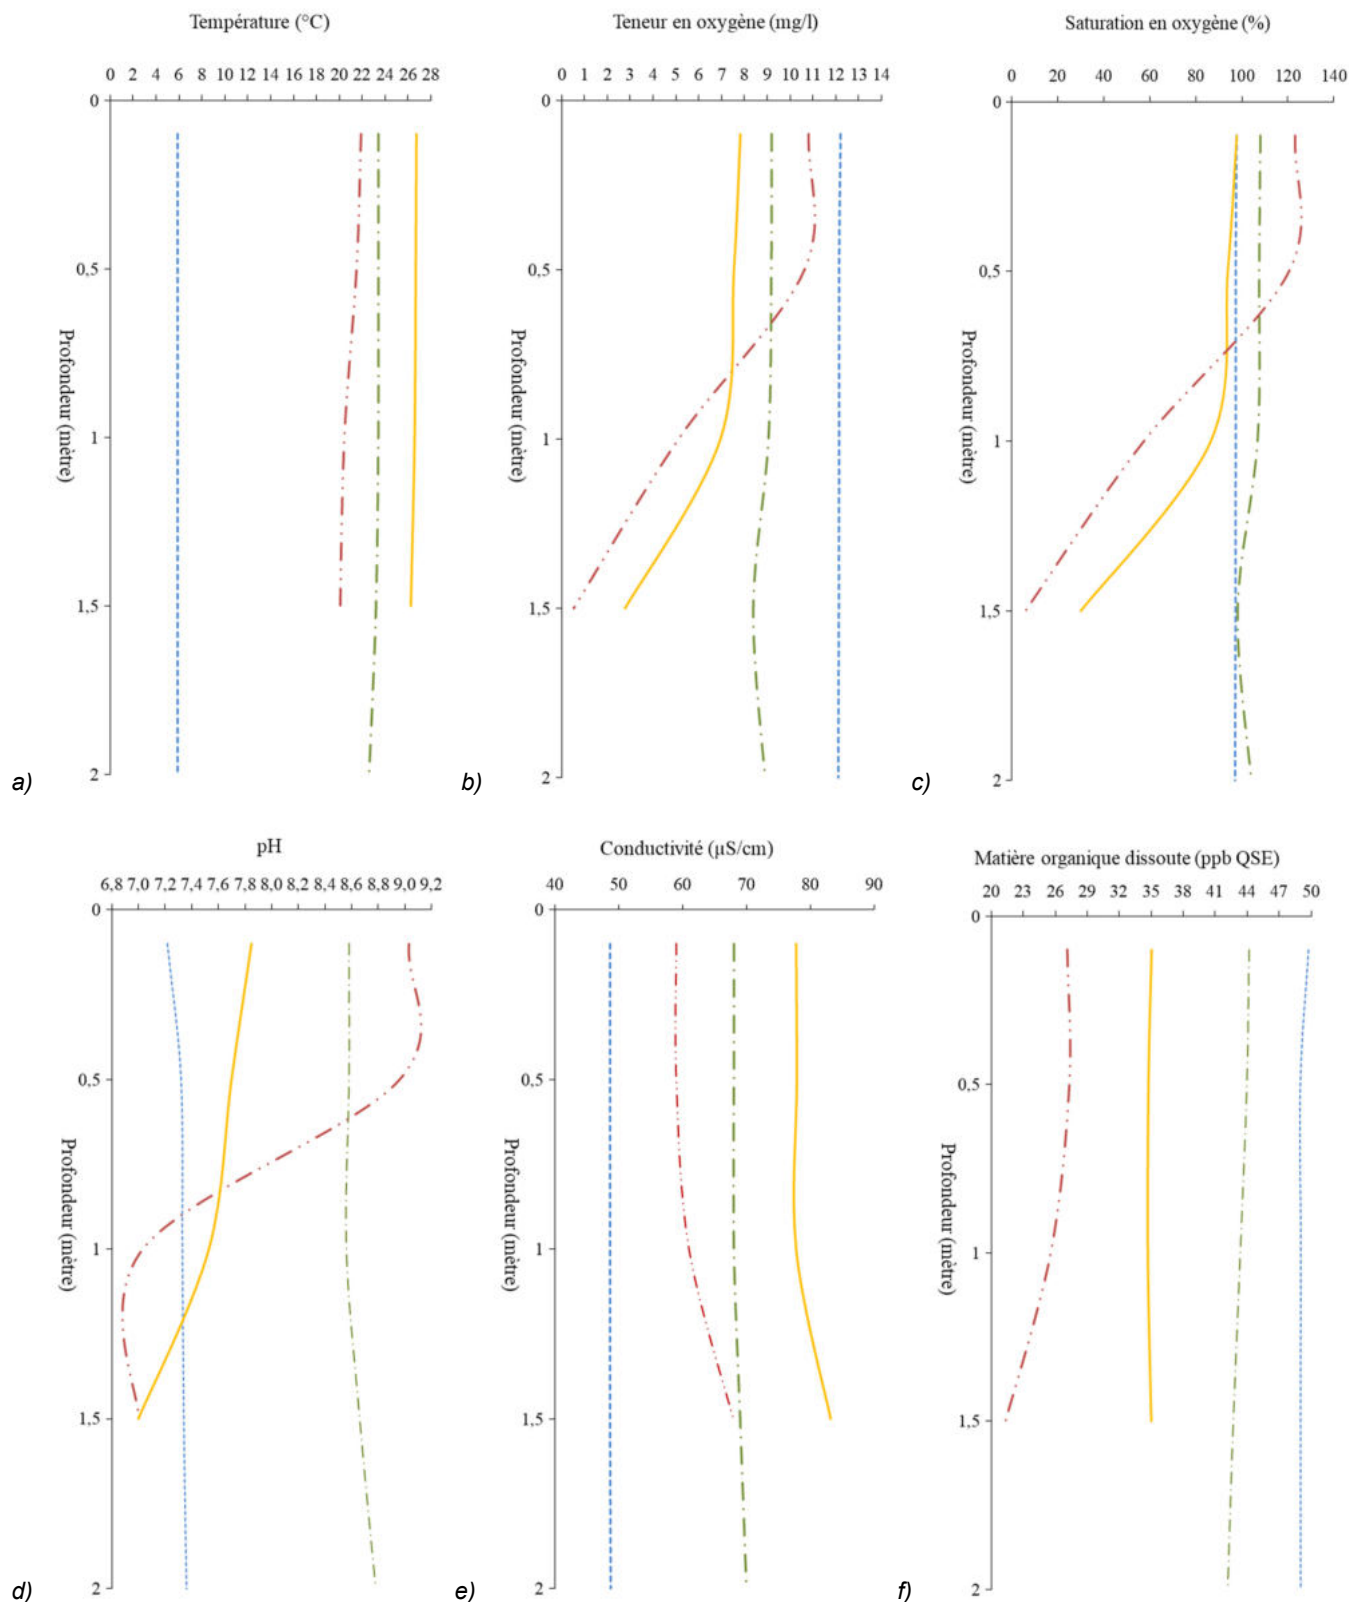 Température (°C)
0 2 4 6 8 10 12 14 16 18 20 22 24 26 28
0
0,5
1
1,5
2
Profondeur (mètre)
a)
Teneur en oxygène (mg/l)
0 1 2 3 4 5 6 7 8 9 10 11 12 13 14
0
0,5
1
1,5
2
Profondeur (mètre)
b)
Saturation en oxygène (%)
0 20 40 60 80 100 120 140
0
0,5
1
1,5
2
Profondeur (mètre)
c)
pH
6,8 7,0 7,2 7,4 7,6 7,8 8,0 8,2 8,4 8,6 8,8 9,0 9,2
0
0,5
1
1,5
2
Profondeur (mètre)
d)
Conductivité (µS/cm)
40 50 60 70 80 90
0
0,5
1
1,5
2
Profondeur (mètre)
e)
Matière organique dissoute (ppb QSE)
20 23 26 29 32 35 38 41 44 47 50
0
0,5
1
1,5
2
Profondeur (mètre)
f)